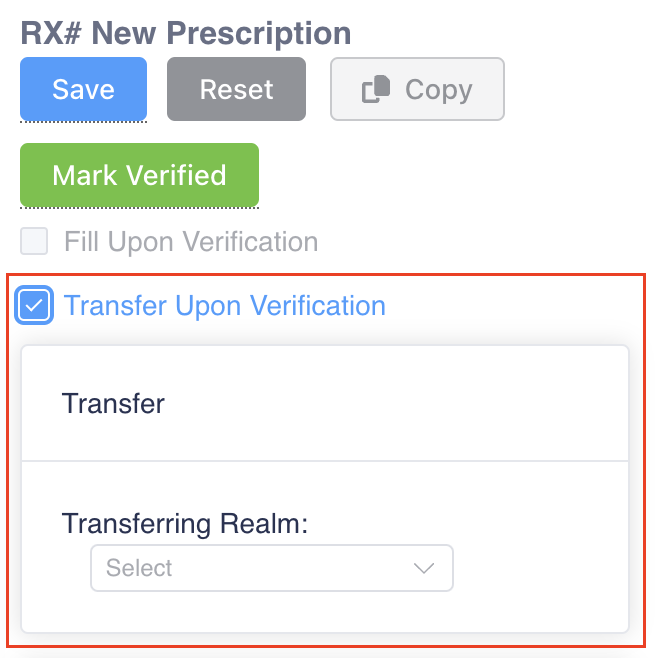 RX# New Prescription
Save Reset Copy
Mark Verified
Fill Upon Verification
Transfer Upon Verification
Transfer
Transferring Realm:
Select